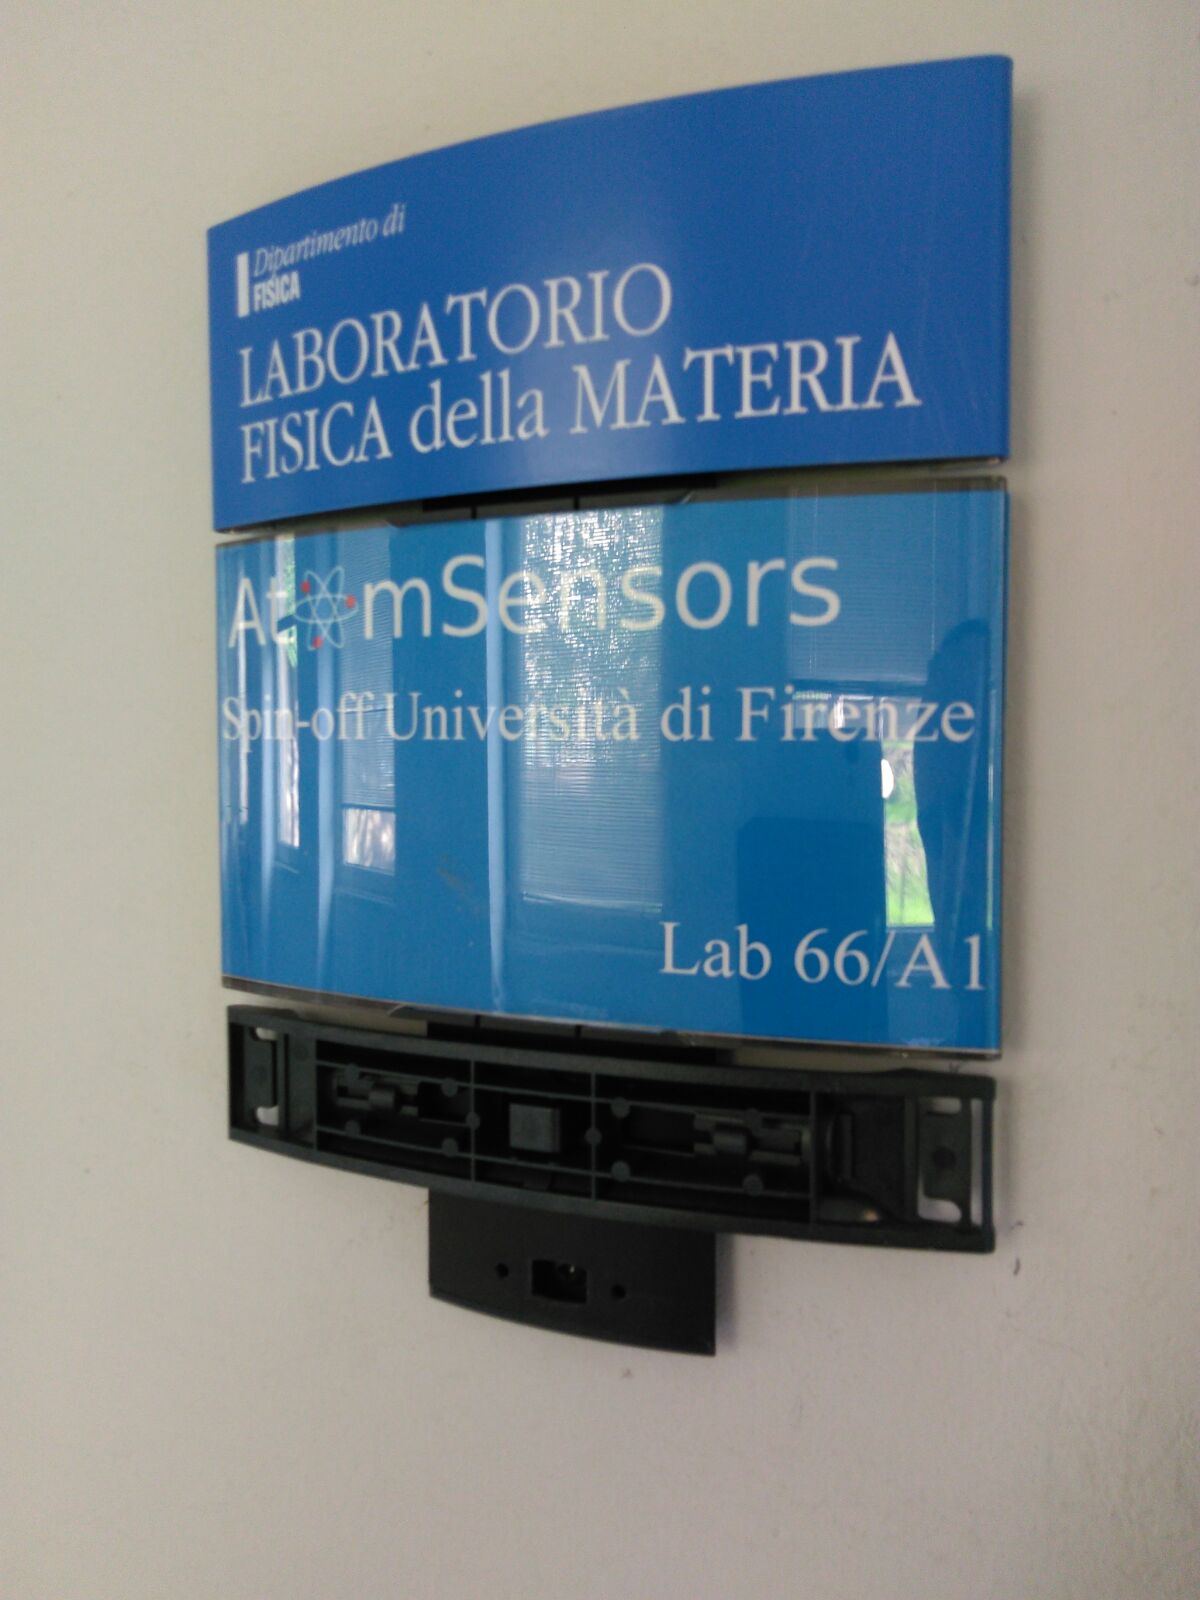 Dipartimento di
FISICA
LABORATORIO
FISICA della MATERIA
AtomSensors
Spin-off Università di Firenze
Lab 66/A1